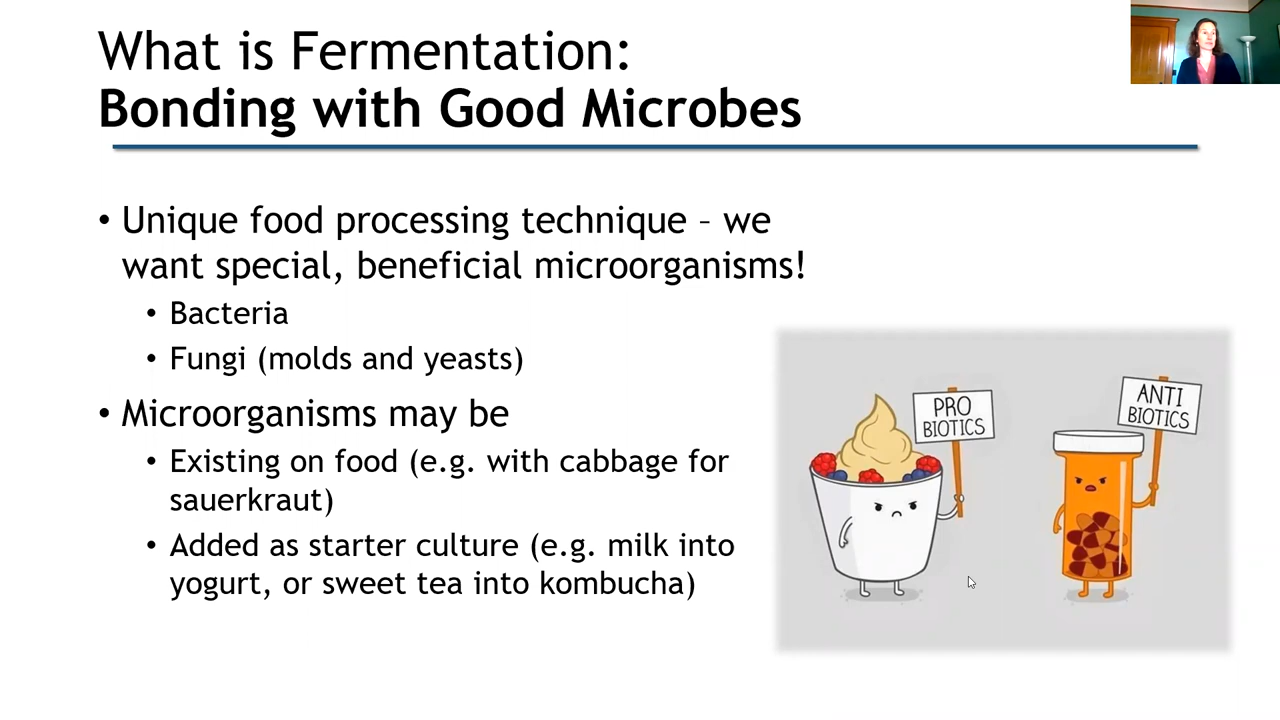 What is Fermentation:
Bonding with Good Microbes
• Unique food processing technique – we
want special, beneficial microorganisms!
• Bacteria
• Fungi (molds and yeasts)
• Microorganisms may be
• Existing on food (e.g. with cabbage for
sauerkraut)
• Added as starter culture (e.g. milk into
yogurt, or sweet tea into kombucha)
PRO
BIOTICS
ANTI
BIOTICS